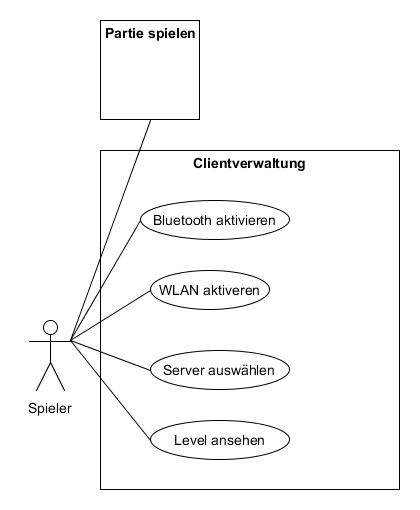 Partie spielen
Clientverwaltung
Bluetooth aktivieren
WLAN aktiveren
Server auswählen
Spieler
Level ansehen